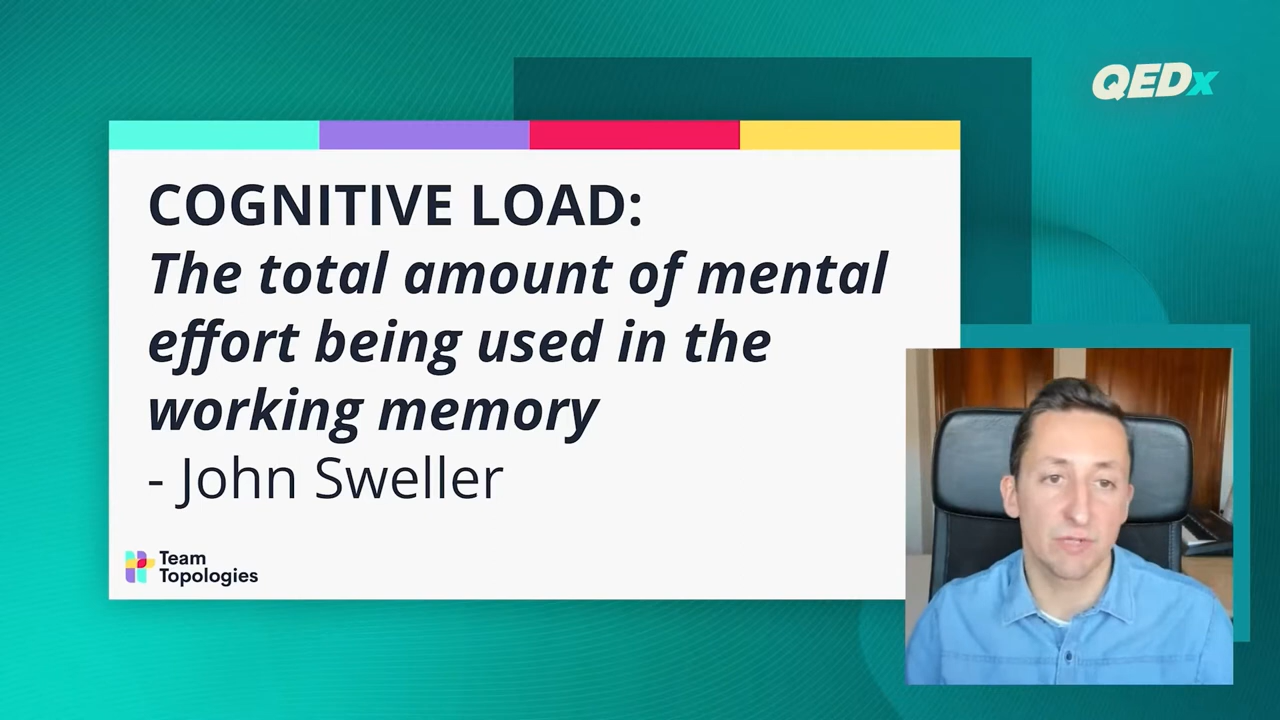 QEDx
COGNITIVE LOAD:
The total amount of mental
effort being used in the
working memory
- John Sweller
Team
Topologies